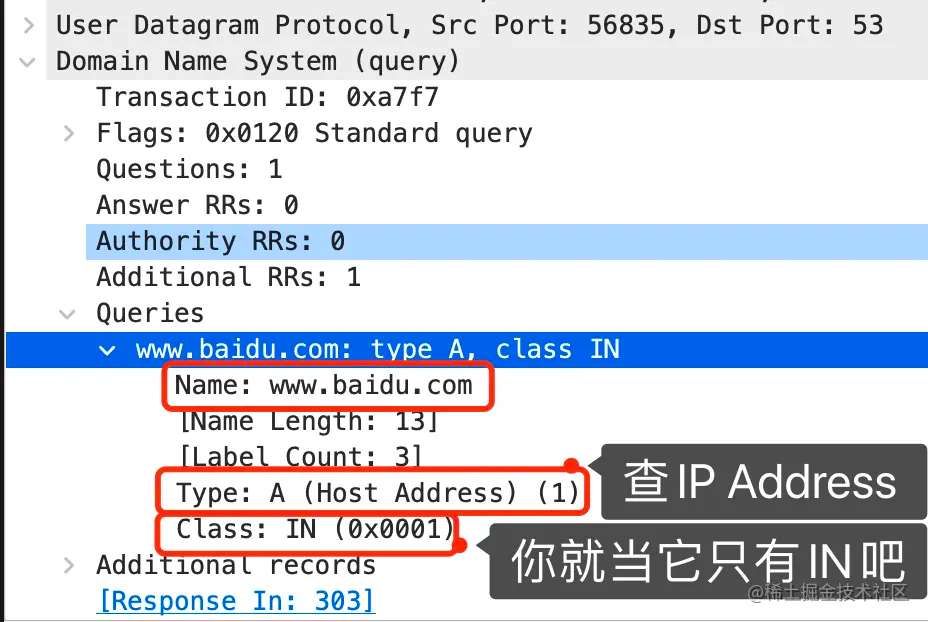 User Datagram Protocol, Src Port: 56835, Dst Port: 53
Domain Name System (query)
Transaction ID: 0xa7f7
Flags: 0x0120 Standard query
Questions: 1
Answer RRs: 0
Authority RRs: 0
Additional RRs: 1
Queries
www.baidu.com: type A, class IN
Name: www.baidu.com
[Name Length: 13]
[Label Count: 3]
查IP Address
Type: A (Host Address) (1)
Class: IN (0x0001)
你就当它只有IN吧
Additional records
@稀土掘金技术社区
[Response In: 303]